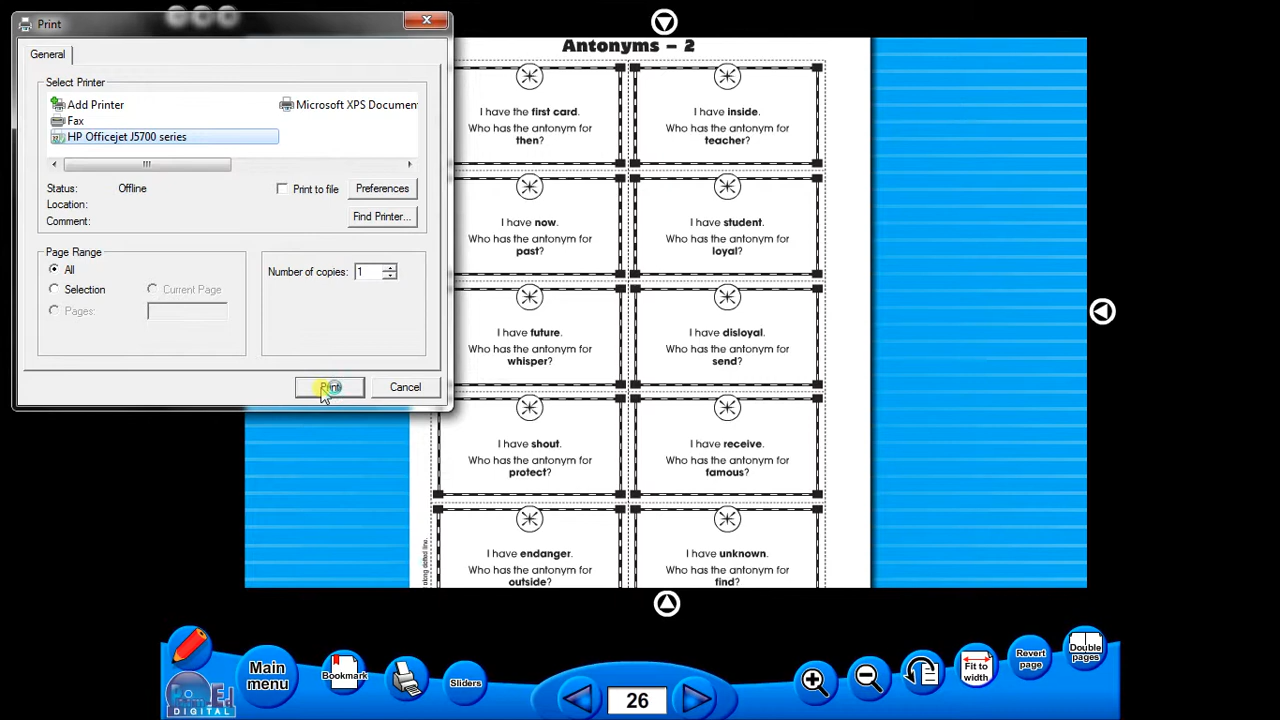 Print
General
Select Printer
Add Printer
Microsoft XPS Documen
Fax
HP Officejet J5700 series
Status: Offline
Print to file
Preferences
Location:
Comment:
Find Printer...
Page Range
All
Selection
Current Page
Pages:
Number of copies: 1
Print
Cancel
Antonyms – 2
I have the first card.
Who has the antonym for
then?
I have inside.
Who has the antonym for
teacher?
I have now.
Who has the antonym for
past?
I have student.
Who has the antonym for
loyal?
I have future.
Who has the antonym for
whisper?
I have disloyal.
Who has the antonym for
send?
I have shout.
Who has the antonym for
protect?
I have receive.
Who has the antonym for
famous?
I have endanger.
Who has the antonym for
outside?
I have unknown.
Who has the antonym for
find?
along dotted line.
Main
menu
Bookmark
Sliders
26
Fit to
width
Revert
page
Double
pages
DIGITAL